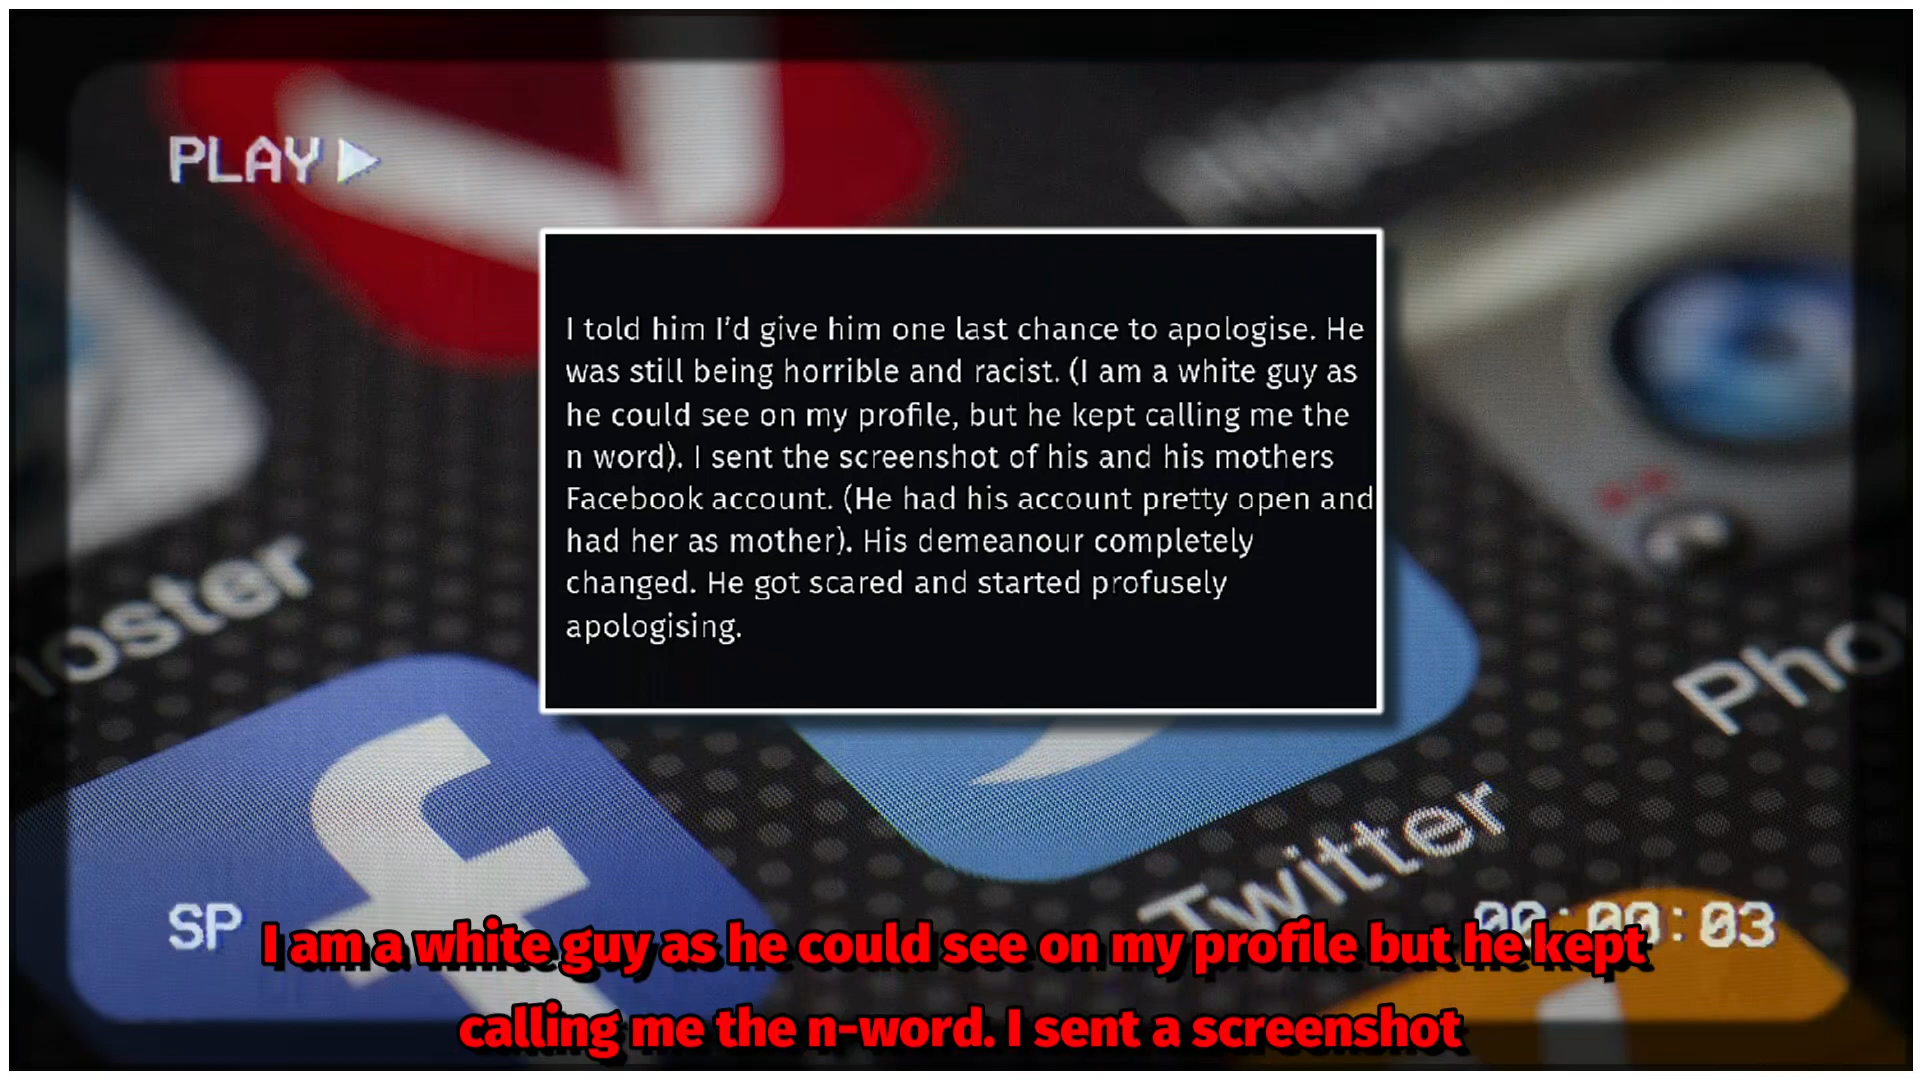 PLAY
I told him I'd give him one last chance to apologise. He
was still being horrible and racist. (I am a white guy as
he could see on my profile, but he kept calling me the
n word). I sent the screenshot of his and his mothers
Facebook account. (He had his account pretty open and
had her as mother). His demeanour completely
changed. He got scared and started profusely
apologising.
oster
Pho
Twitter
SP
00:00:03
I am a white guy as he could see on my profile but he kept
calling me the n-word. I sent a screenshot